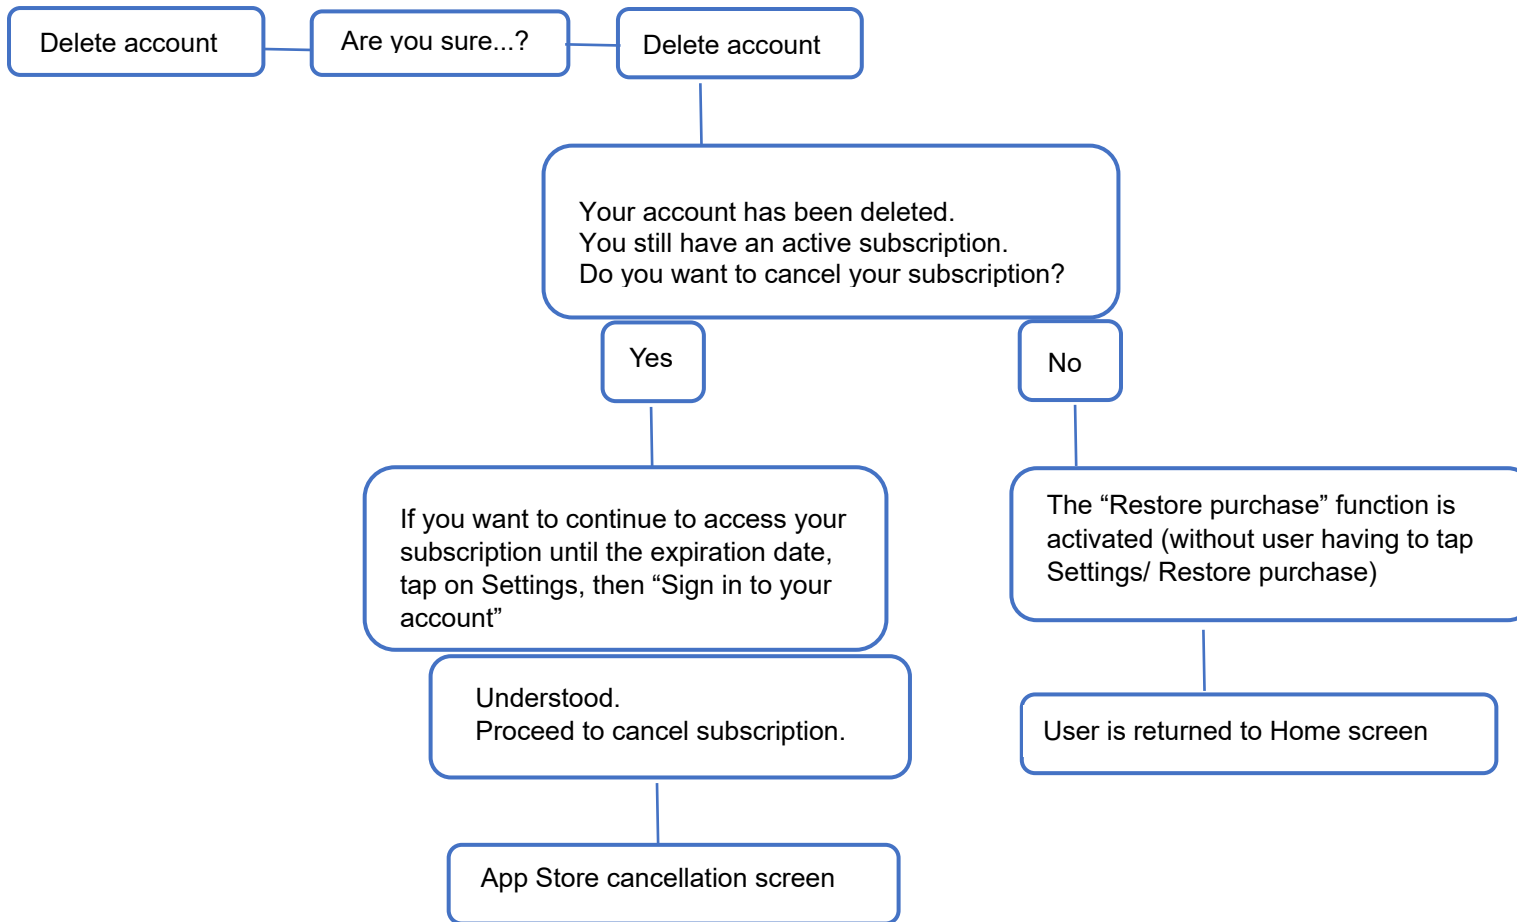 Delete account
Are you sure...?
Delete account
Your account has been deleted.
You still have an active subscription.
Do you want to cancel your subscription?
Yes
No
If you want to continue to access your
subscription until the expiration date,
tap on Settings, then “Sign in to your
account”
The “Restore purchase” function is
activated (without user having to tap
Settings/ Restore purchase)
Understood.
Proceed to cancel subscription.
User is returned to Home screen
App Store cancellation screen